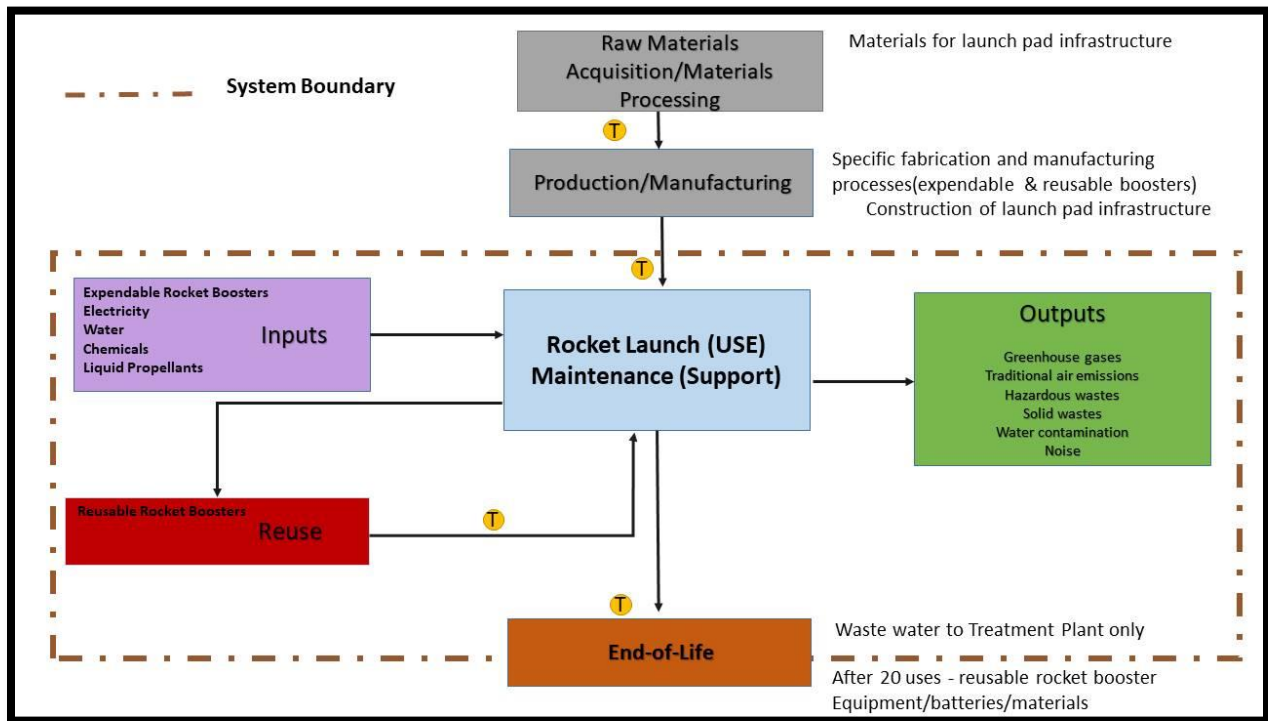 System Boundary
Raw Materials
Acquisition/Materials
Processing
Materials for launch pad infrastructure
T
Production/Manufacturing
Specific fabrication and manufacturing
processes(expendable & reusable boosters)
Construction of launch pad infrastructure
T
Expendable Rocket Boosters
Electricity
Water
Chemicals
Liquid Propellants
Inputs
Rocket Launch (USE)
Maintenance (Support)
Outputs
Greenhouse gases
Traditional air emissions
Hazardous wastes
Solid wastes
Water contamination
Noise
Reusable Rocket Boosters
Reuse
T
T
End-of-Life
Waste water to Treatment Plant only
After 20 uses - reusable rocket booster
Equipment/batteries/materials